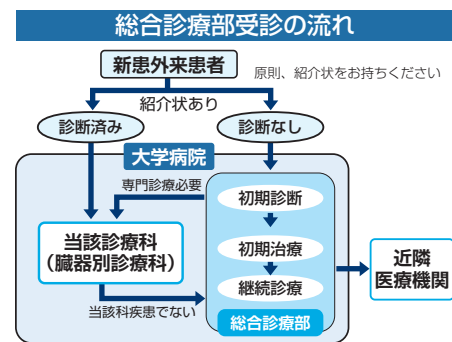 総合診療部受診の流れ
新患外来患者
原則、紹介状をお持ちください
紹介状あり
診断済み
診断なし
大学病院
専門診療必要
初期診断
当該診療科
(臓器別診療科)
初期治療
近隣
医療機関
継続診療
当該科疾患でない
総合診療部